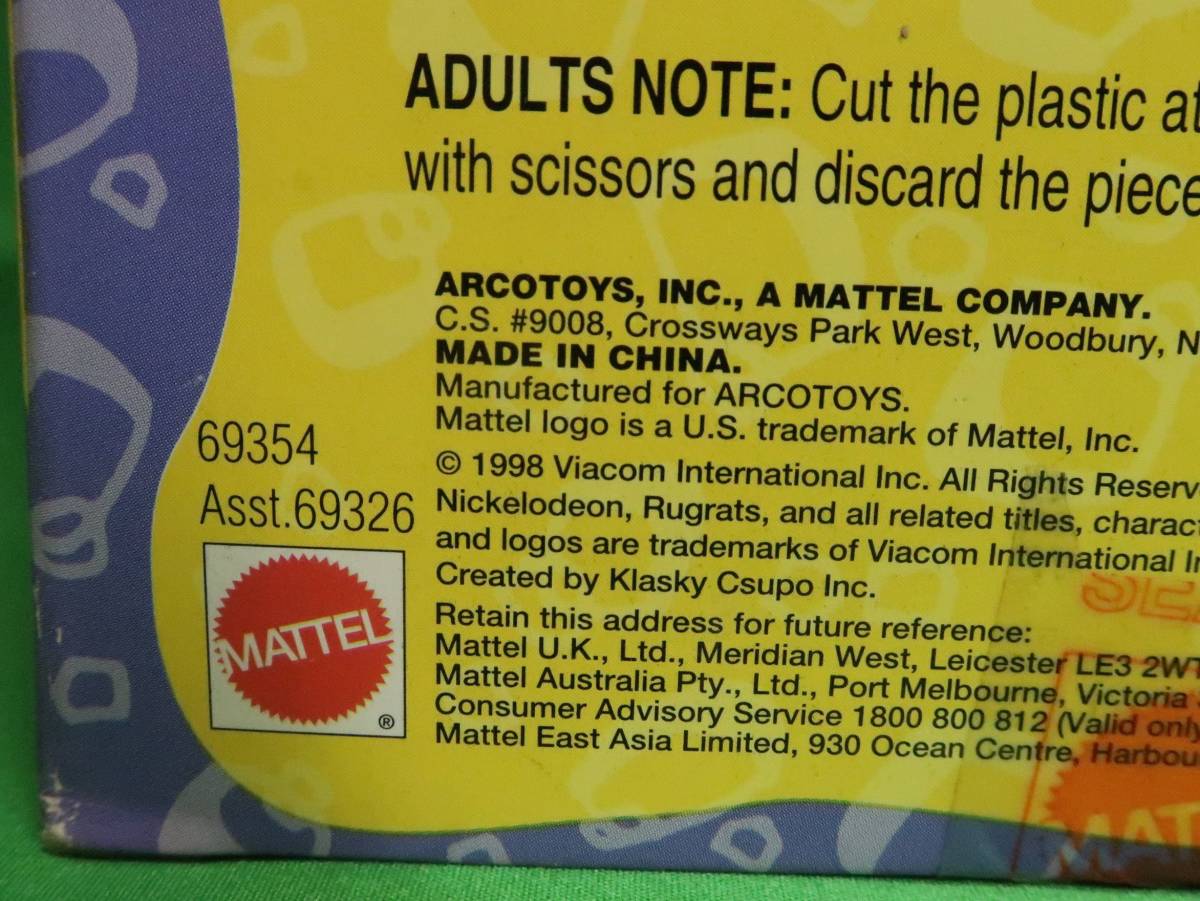 ADULTS NOTE: Cut the plastic at
with scissors and discard the piece
ARCOTOYS, INC., A MATTEL COMPANY.
C.S. #9008, Crossways Park West, Woodbury, N
MADE IN CHINA.
Manufactured for ARCOTOYS.
Mattel logo is a U.S. trademark of Mattel, Inc.
© 1998 Viacom International Inc. All Rights Reserv
Nickelodeon, Rugrats, and all related titles, charac
and logos are trademarks of Viacom International I
Created by Klasky Csupo Inc.
Retain this address for future reference:
Mattel U.K., Ltd., Meridian West, Leicester LE3 2WT
Mattel Australia Pty., Ltd., Port Melbourne, Victoria
Consumer Advisory Service 1800 800 812 (Valid only
Mattel East Asia Limited, 930 Ocean Centre, Harbou
69354
Asst.69326
MATTEL
®
SE
MAT